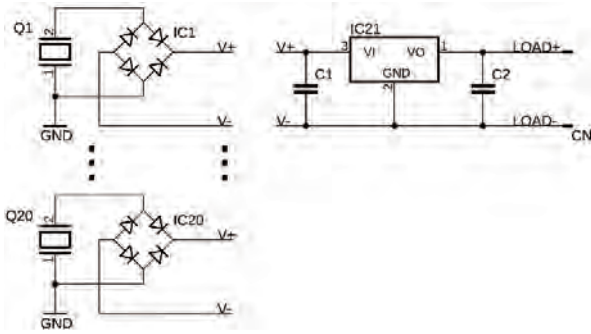 Q1
2
1
GND
IC1
V+
V-
V+
V-
C1
IC21
3
VI
VO
1
GND
2
C2
LOAD+
LOAD-
CN
Q20
2
1
GND
IC20
V+
V-